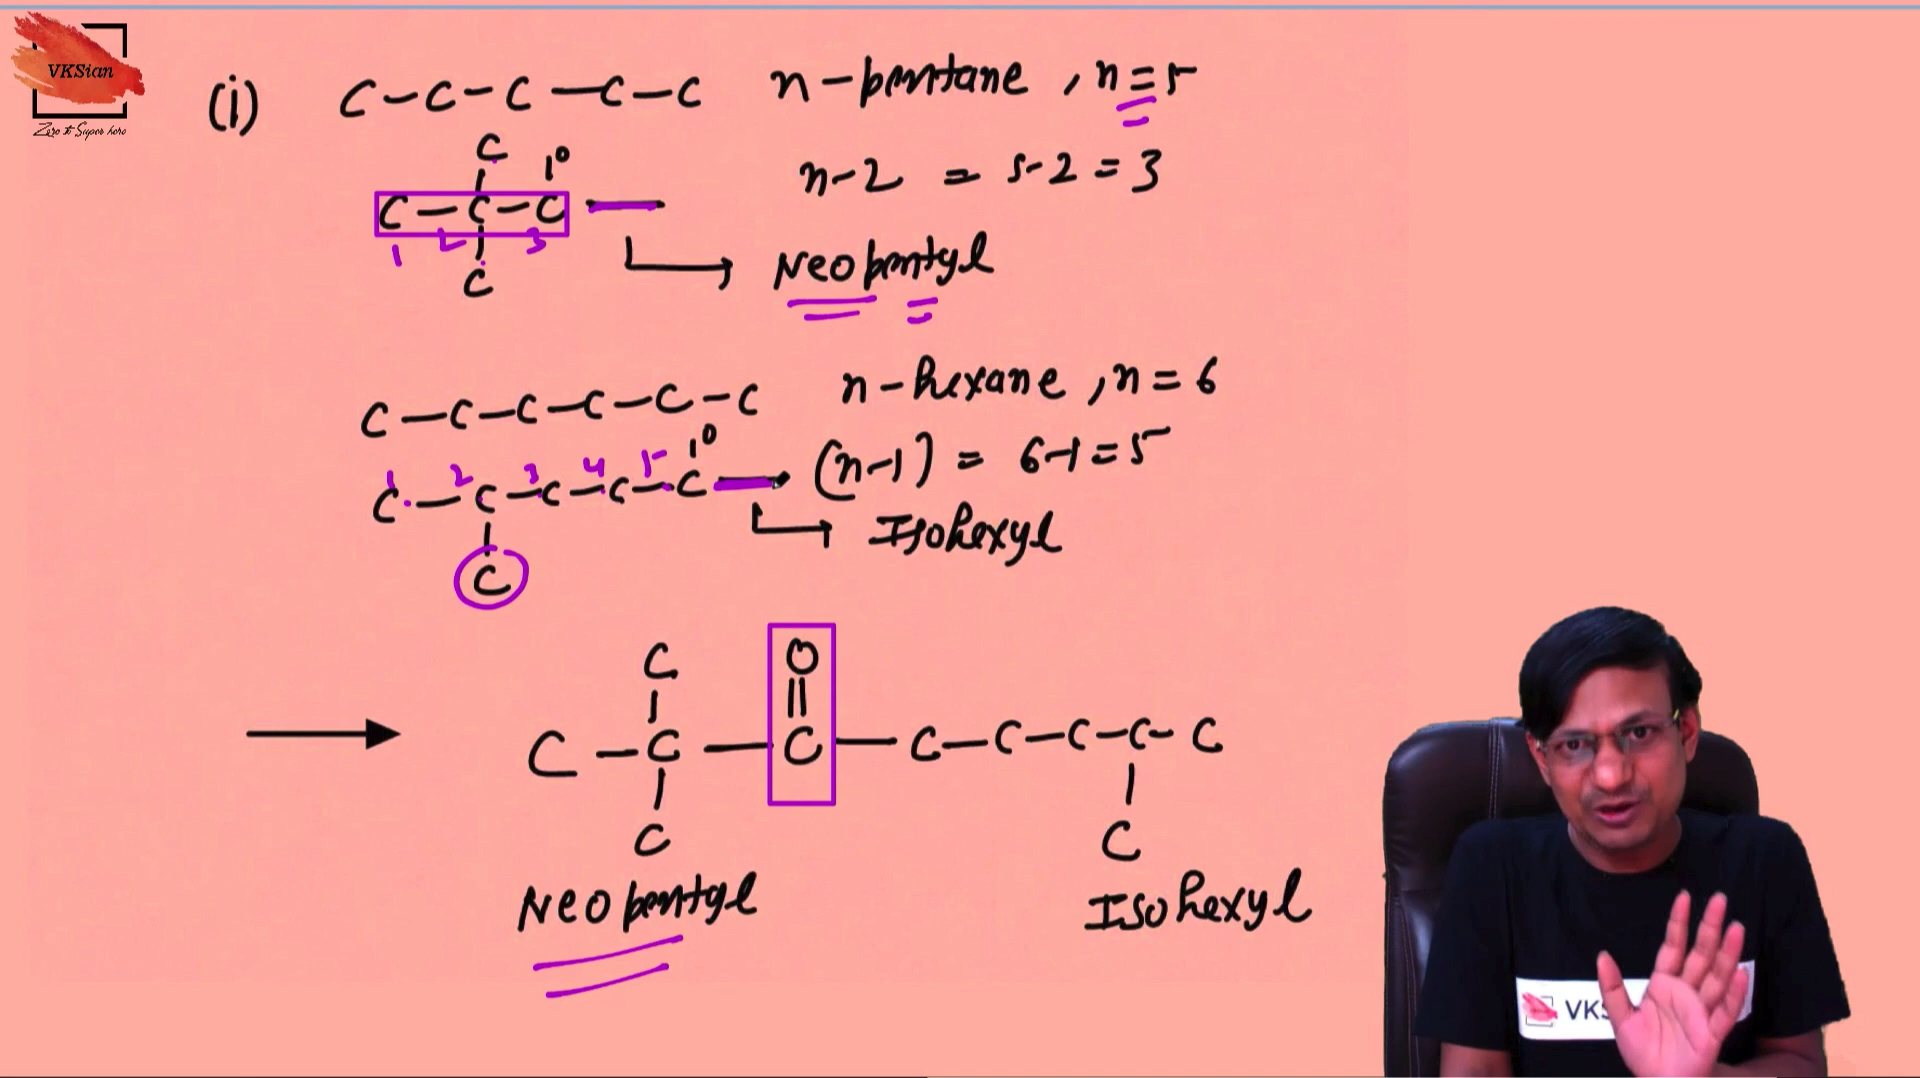 VKSian
Zero to Super hero
(i) C-C-C-C-C n-pentane, n=5
C
1°
C-C-C
1 2 3
C
n-2 = 5-2=3
Neopentyl
C-C-C-C-C-C n-hexane, n=6
1 2 3 4 5 1°
C-C-C-C-C-C (n-1) = 6-1=5
C
Isohexyl
C O
C-C-C-C-C-C-C-C
C C
Neopentyl Isohexyl